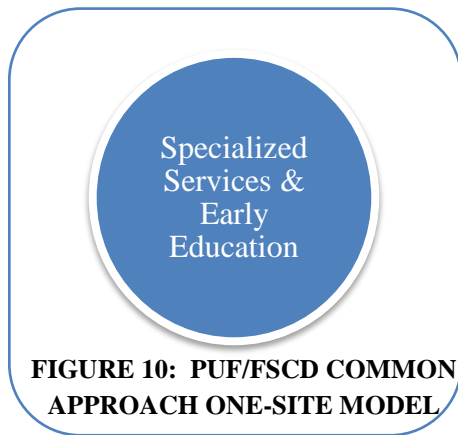 Specialized
Services &
Early
Education
FIGURE 10: PUF/FSCD COMMON
APPROACH ONE-SITE MODEL